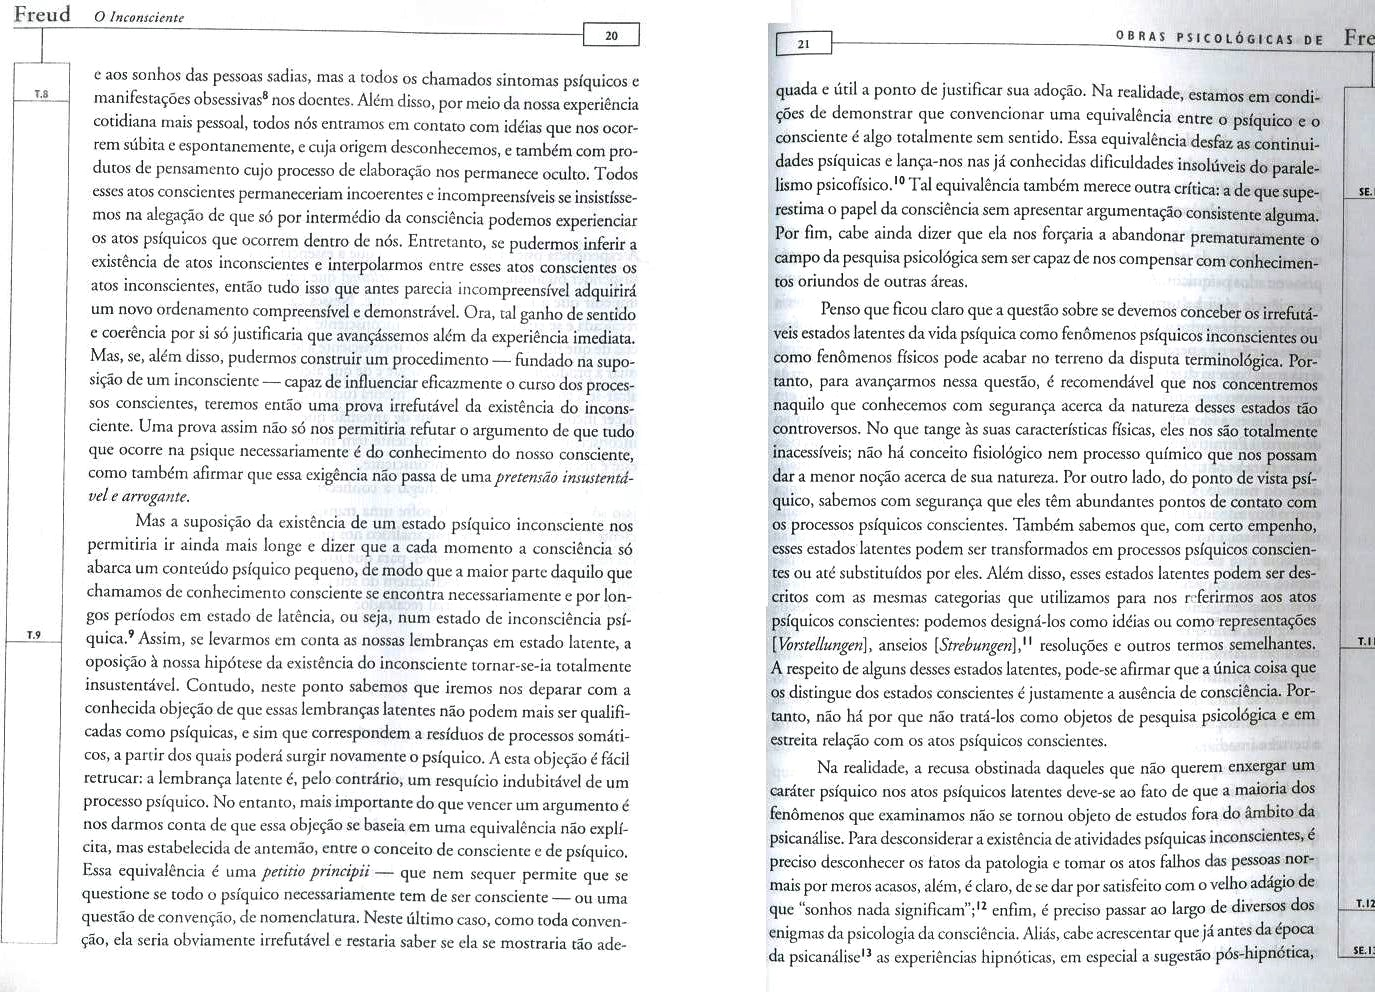 Freud O Inconsciente
20
T.8
e aos sonhos das pessoas sadias, mas a todos os chamados sintomas psíquicos e
manifestações obsessivas⁸ nos doentes. Além disso, por meio da nossa experiência
cotidiana mais pessoal, todos nós entramos em contato com idéias que nos ocor-
rem súbita e espontanemente, e cuja origem desconhecemos, e também com pro-
dutos de pensamento cujo processo de elaboração nos permanece oculto. Todos
esses atos conscientes permaneceriam incoerentes e incompreensíveis se insistísse-
mos na alegação de que só por intermédio da consciência podemos experienciar
os atos psíquicos que ocorrem dentro de nós. Entretanto, se pudermos inferir a
existência de atos inconscientes e interpolarmos entre esses atos conscientes os
atos inconscientes, então tudo isso que antes parecia incompreensível adquirirá
um novo ordenamento compreensível e demonstrável. Ora, tal ganho de sentido
e coerência por si só justificaria que avançássemos além da experiência imediata.
Mas, se, além disso, pudermos construir um procedimento — fundado na supo-
sição de um inconsciente — capaz de influenciar eficazmente o curso dos proces-
sos conscientes, teremos então uma prova irrefutável da existência do incons-
ciente. Uma prova assim não só nos permitiria refutar o argumento de que tudo
que ocorre na psique necessariamente é do conhecimento do nosso consciente,
como também afirmar que essa exigência não passa de uma pretensão insustentá-
vel e arrogante.
Mas a suposição da existência de um estado psíquico inconsciente nos
permitiria ir ainda mais longe e dizer que a cada momento a consciência só
abarca um conteúdo psíquico pequeno, de modo que a maior parte daquilo que
chamamos de conhecimento consciente se encontra necessariamente e por lon-
gos períodos em estado de latência, ou seja, num estado de inconsciência psí-
T.9
quica.⁹ Assim, se levarmos em conta as nossas lembranças em estado latente, a
oposição à nossa hipótese da existência do inconsciente tornar-se-ia totalmente
insustentável. Contudo, neste ponto sabemos que iremos nos deparar com a
conhecida objeção de que essas lembranças latentes não podem mais ser qualifi-
cadas como psíquicas, e sim que correspondem a resíduos de processos somáti-
cos, a partir dos quais poderá surgir novamente o psíquico. A esta objeção é fácil
retrucar: a lembrança latente é, pelo contrário, um resquício indubitável de um
processo psíquico. No entanto, mais importante do que vencer um argumento é
nos darmos conta de que essa objeção se baseia em uma equivalência não explí-
cita, mas estabelecida de antemão, entre o conceito de consciente e de psíquico.
Essa equivalência é uma petitio principii — que nem sequer permite que se
questione se todo o psíquico necessariamente tem de ser consciente — ou uma
questão de convenção, de nomenclatura. Neste último caso, como toda conven-
ção, ela seria obviamente irrefutável e restaria saber se ela se mostraria tão ade-
21
OBRAS PSICOLÓGICAS DE Fre
quada e útil a ponto de justificar sua adoção. Na realidade, estamos em condi-
ções de demonstrar que convencionar uma equivalência entre o psíquico e o
consciente é algo totalmente sem sentido. Essa equivalência desfaz as continui-
dades psíquicas e lança-nos nas já conhecidas dificuldades insolúveis do parale-
lismo psicofísico.¹⁰ Tal equivalência também merece outra crítica: a de que supe-
SE.
restima o papel da consciência sem apresentar argumentação consistente alguma.
Por fim, cabe ainda dizer que ela nos forçaria a abandonar prematuramente o
campo da pesquisa psicológica sem ser capaz de nos compensar com conhecimen-
tos oriundos de outras áreas.
Penso que ficou claro que a questão sobre se devemos conceber os irrefutá-
veis estados latentes da vida psíquica como fenômenos psíquicos inconscientes ou
como fenômenos físicos pode acabar no terreno da disputa terminológica. Por-
tanto, para avançarmos nessa questão, é recomendável que nos concentremos
naquilo que conhecemos com segurança acerca da natureza desses estados tão
controversos. No que tange às suas características físicas, eles nos são totalmente
inacessíveis; não há conceito fisiológico nem processo químico que nos possam
dar a menor noção acerca de sua natureza. Por outro lado, do ponto de vista psí-
quico, sabemos com segurança que eles têm abundantes pontos de contato com
os processos psíquicos conscientes. Também sabemos que, com certo empenho,
esses estados latentes podem ser transformados em processos psíquicos conscien-
tes ou até substituídos por eles. Além disso, esses estados latentes podem ser des-
critos com as mesmas categorias que utilizamos para nos referirmos aos atos
psíquicos conscientes: podemos designá-los como idéias ou como representações
[Vorstellungen], anseios [Strebungen],¹¹ resoluções e outros termos semelhantes.
T.11
A respeito de alguns desses estados latentes, pode-se afirmar que a única coisa que
os distingue dos estados conscientes é justamente a ausência de consciência. Por-
tanto, não há por que não tratá-los como objetos de pesquisa psicológica e em
estreita relação com os atos psíquicos conscientes.
Na realidade, a recusa obstinada daqueles que não querem enxergar um
caráter psíquico nos atos psíquicos latentes deve-se ao fato de que a maioria dos
fenômenos que examinamos não se tornou objeto de estudos fora do âmbito da
psicanálise. Para desconsiderar a existência de atividades psíquicas inconscientes, é
preciso desconhecer os fatos da patologia e tomar os atos falhos das pessoas nor-
mais por meros acasos, além, é claro, de se dar por satisfeito com o velho adágio de
que “sonhos nada significam”;¹² enfim, é preciso passar ao largo de diversos dos
T.12
enigmas da psicologia da consciência. Aliás, cabe acrescentar que já antes da época
da psicanálise¹³ as experiências hipnóticas, em especial a sugestão pós-hipnótica,
SE.13